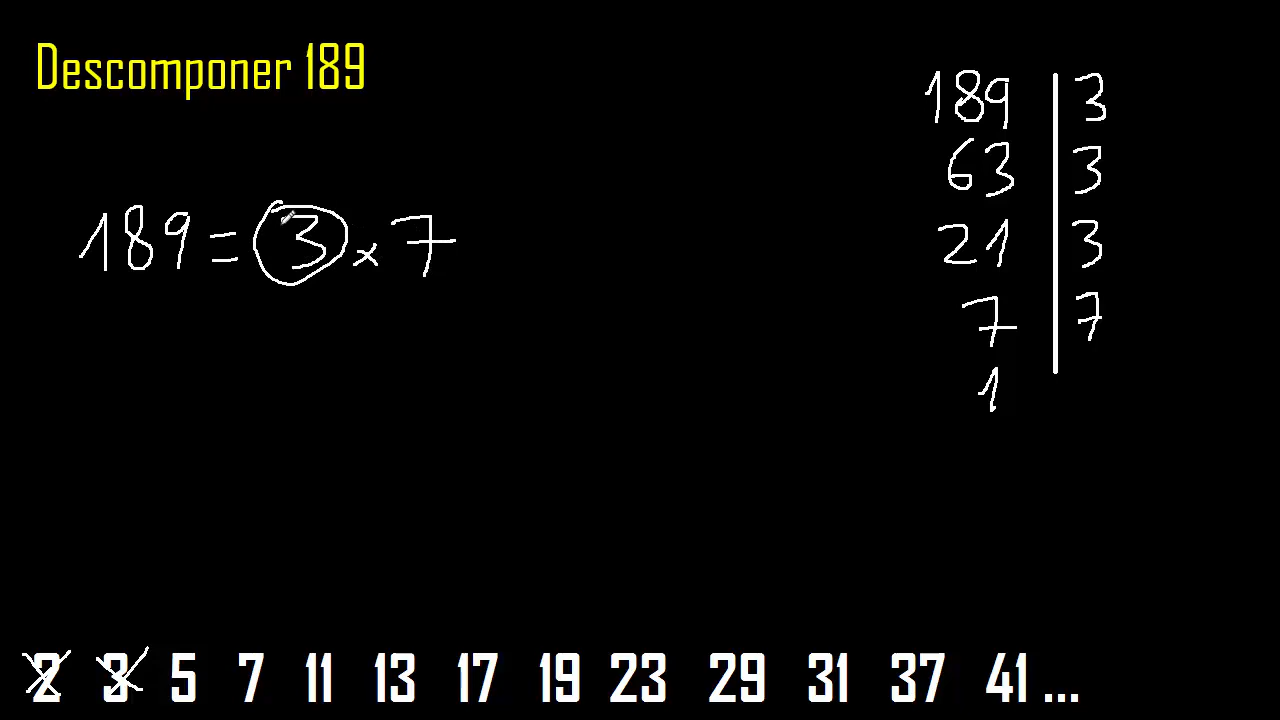 Descomponer 189
189 = 3 x 7
189 | 3
63 | 3
21 | 3
7 | 7
1
2 3 5 7 11 13 17 19 23 29 31 37 41 ...